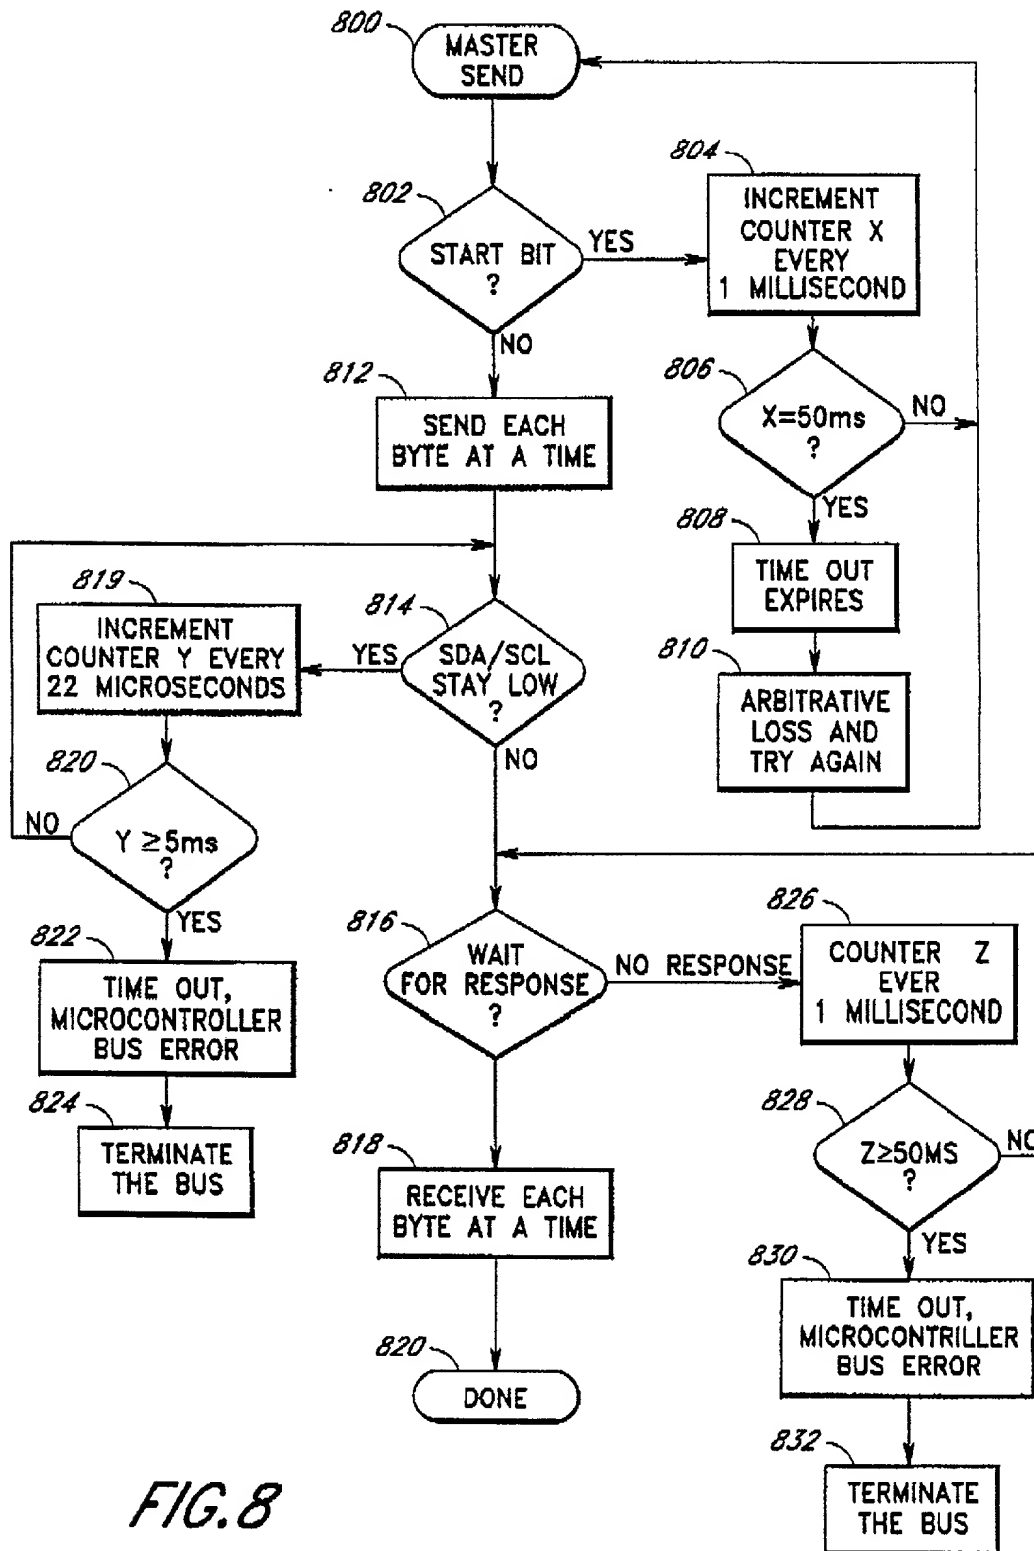 800
MASTER
SEND
802
START BIT
?
YES
NO
804
INCREMENT
COUNTER X
EVERY
1 MILLISECOND
806
X=50ms
?
NO
YES
808
TIME OUT
EXPIRES
810
ARBITRATIVE
LOSS AND
TRY AGAIN
812
SEND EACH
BYTE AT A TIME
814
SDA/SCL
STAY LOW
?
YES
NO
819
INCREMENT
COUNTER Y EVERY
22 MICROSECONDS
820
Y ≥5ms
?
NO
YES
822
TIME OUT,
MICROCONTROLLER
BUS ERROR
824
TERMINATE
THE BUS
816
WAIT
FOR RESPONSE
?
NO RESPONSE
826
COUNTER Z
EVER
1 MILLISECOND
828
Z≥50MS
?
NO
YES
830
TIME OUT,
MICROCONTRILLER
BUS ERROR
832
TERMINATE
THE BUS
818
RECEIVE EACH
BYTE AT A TIME
820
DONE
FIG.8